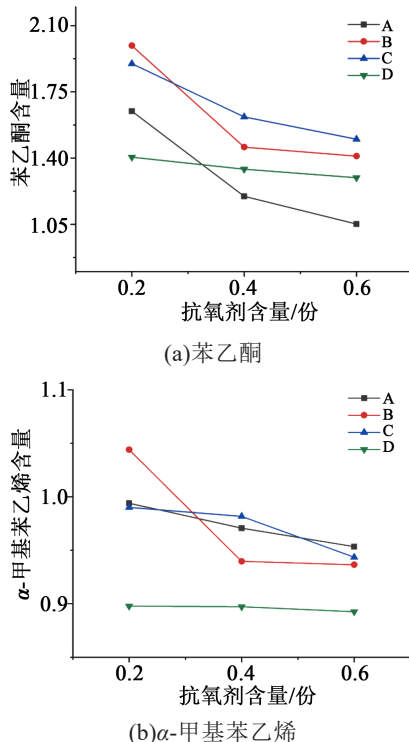 2.10
1.75
1.40
1.05
苯乙酮含量
A
B
C
D
0.2 0.4 0.6
抗氧剂含量/份
(a)苯乙酮
1.1
1.0
0.9
α-甲基苯乙烯含量
A
B
C
D
0.2 0.4 0.6
抗氧剂含量/份
(b)α-甲基苯乙烯